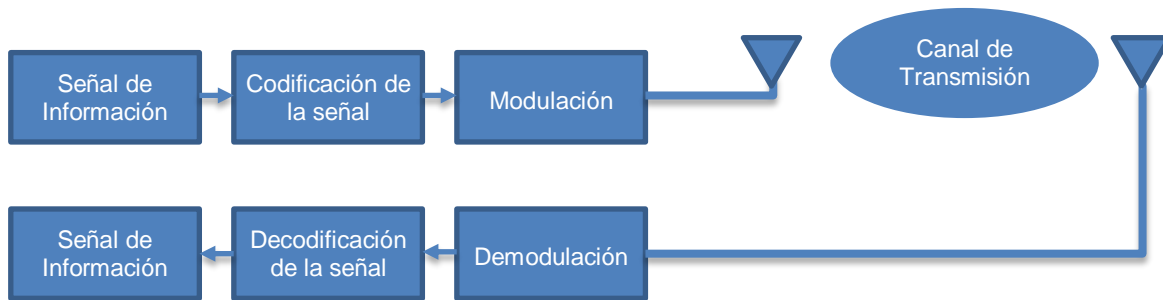 Señal de
Información
Codificación de
la señal
Modulación
Canal de
Transmisión
Señal de
Información
Decodificación
de la señal
Demodulación